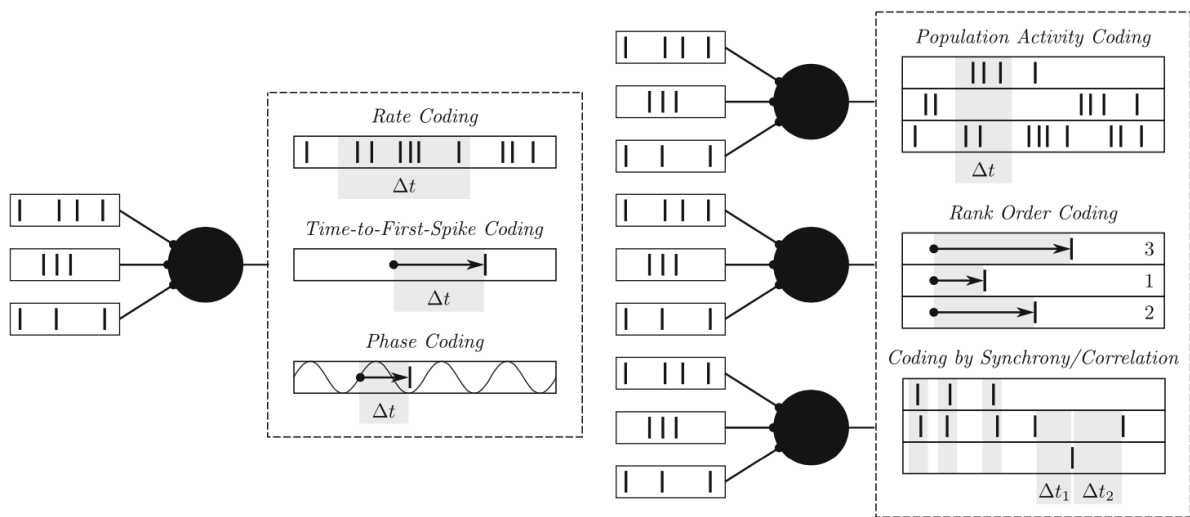 Rate Coding
Δt
Time-to-First-Spike Coding
Δt
Phase Coding
Δt
Population Activity Coding
Δt
Rank Order Coding
3
1
2
Coding by Synchrony/Correlation
Δt₁ Δt₂